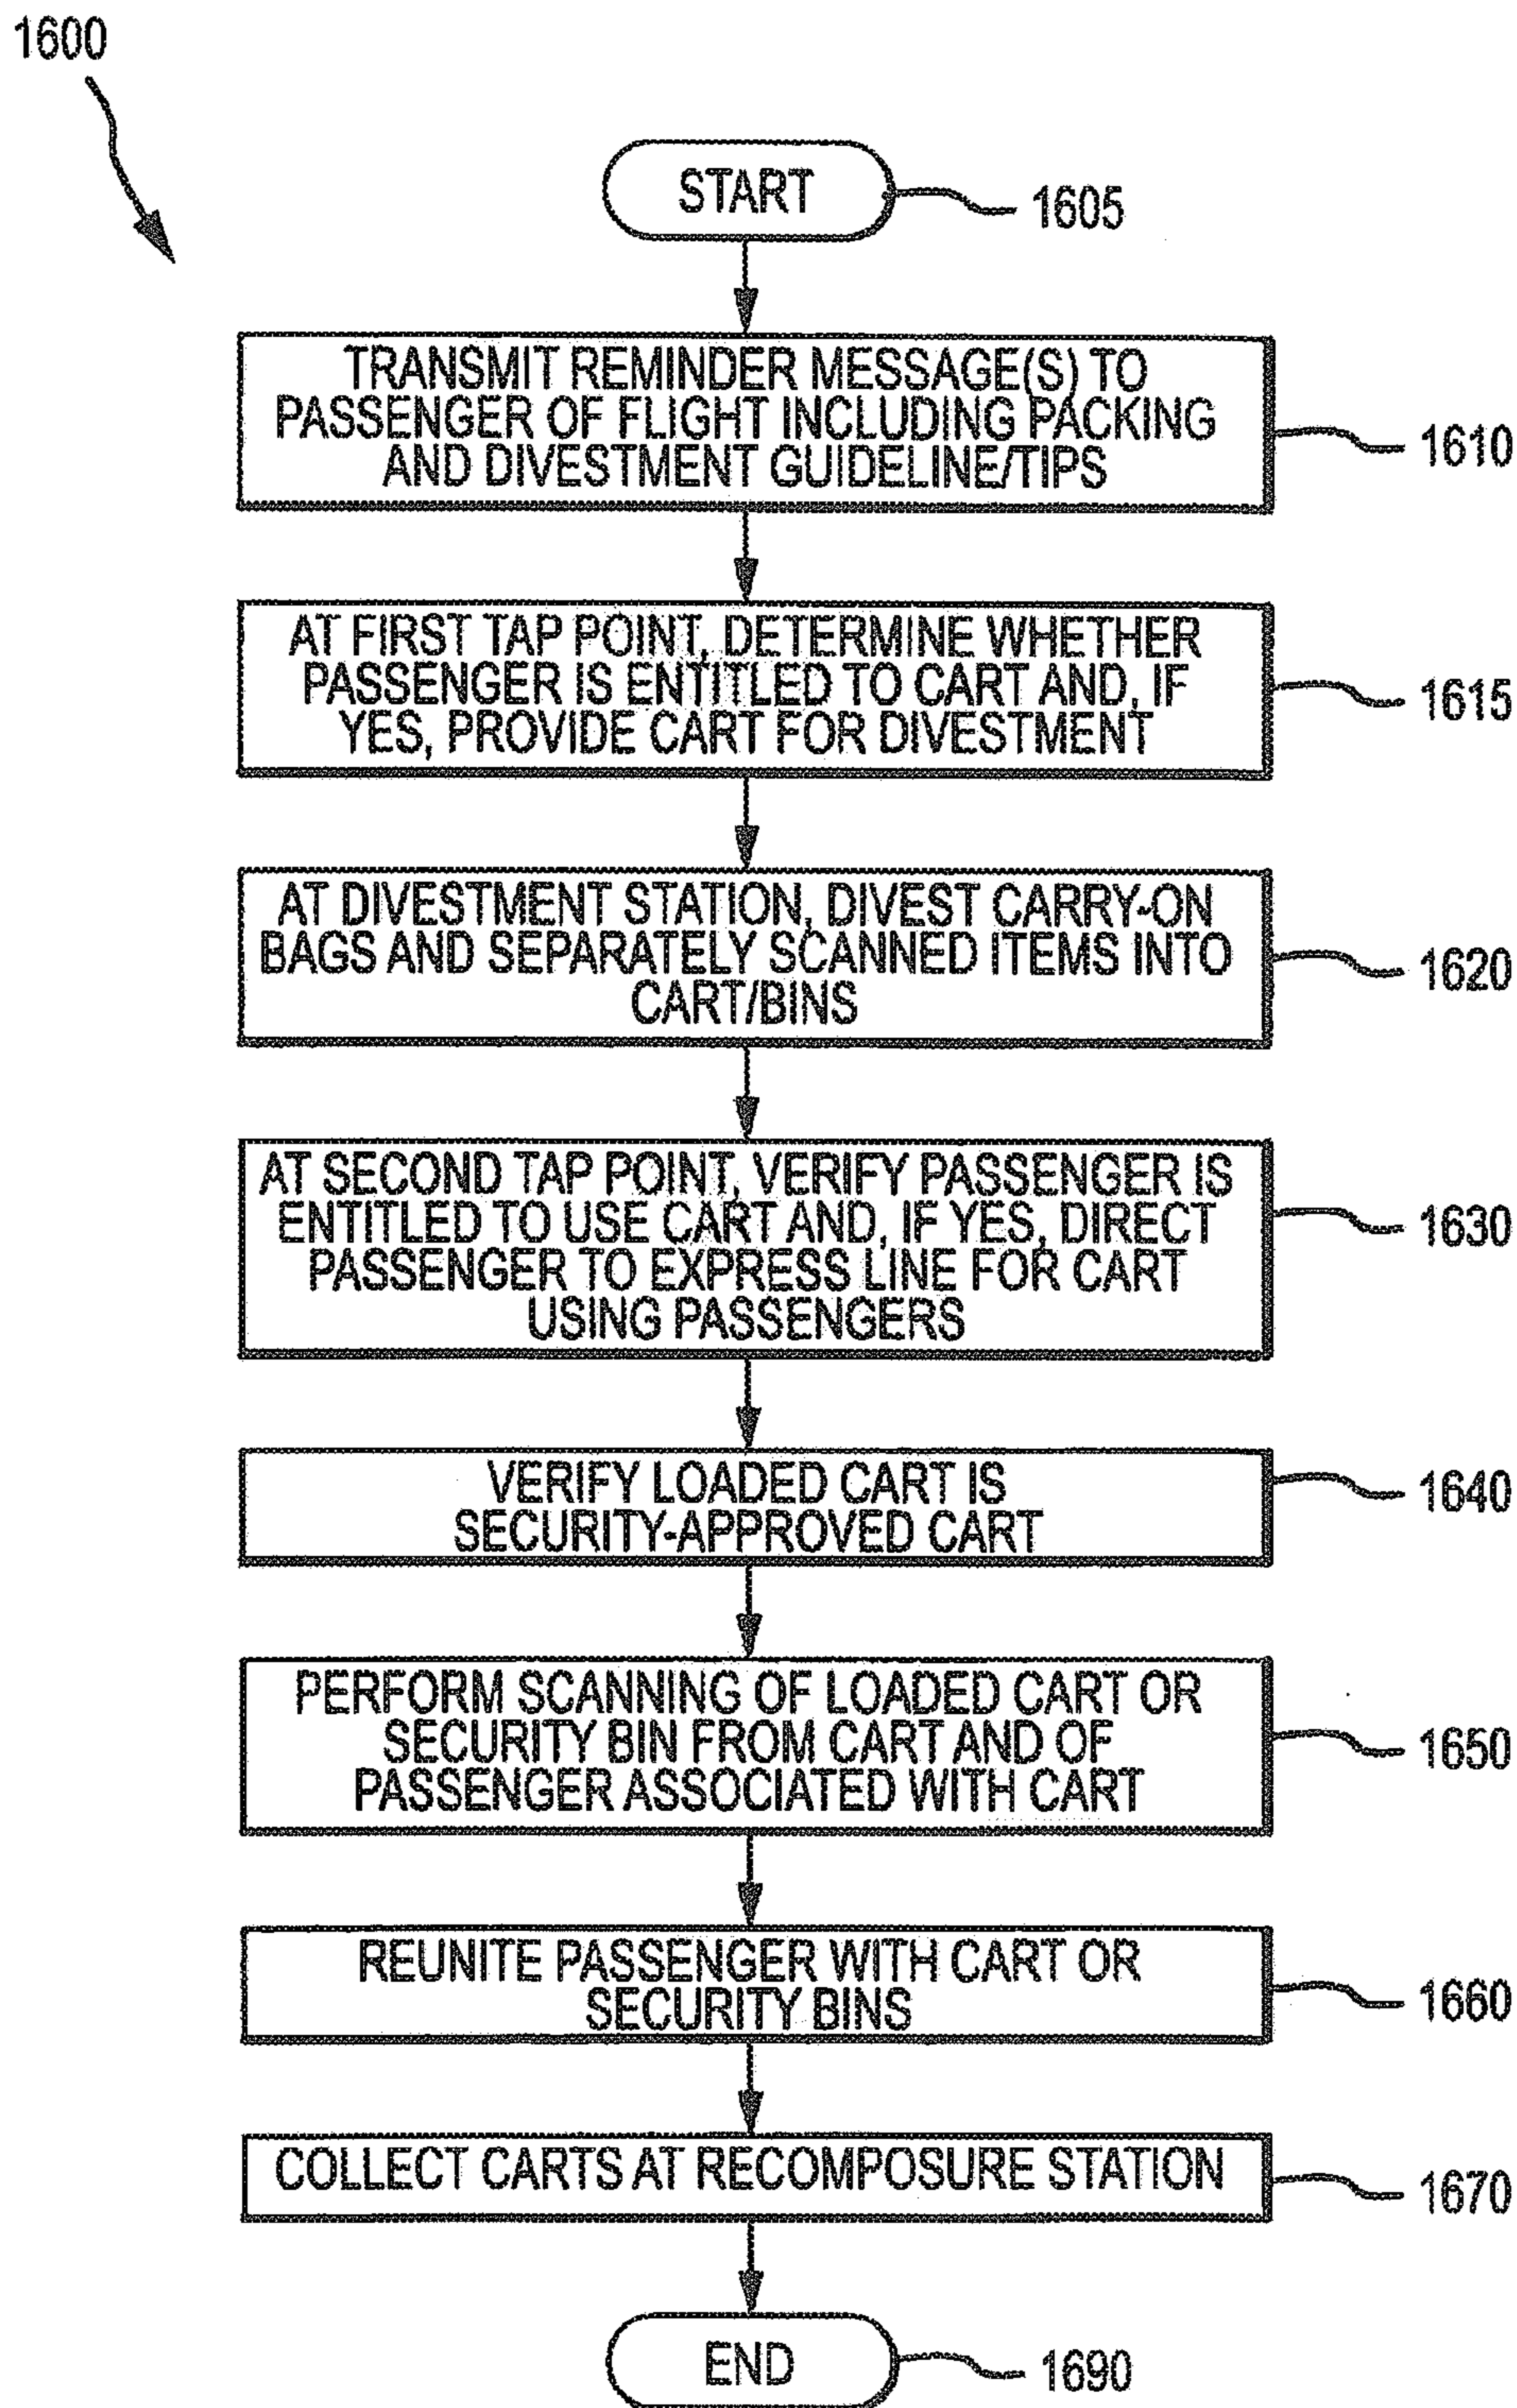 1600
START
1605
TRANSMIT REMINDER MESSAGE(S) TO
PASSENGER OF FLIGHT INCLUDING PACKING
AND DIVESTMENT GUIDELINE/TIPS
1610
AT FIRST TAP POINT, DETERMINE WHETHER
PASSENGER IS ENTITLED TO CART AND, IF
YES, PROVIDE CART FOR DIVESTMENT
1615
AT DIVESTMENT STATION, DIVEST CARRY-ON
BAGS AND SEPARATELY SCANNED ITEMS INTO
CART/BINS
1620
AT SECOND TAP POINT, VERIFY PASSENGER IS
ENTITLED TO USE CART AND, IF YES, DIRECT
PASSENGER TO EXPRESS LINE FOR CART
USING PASSENGERS
1630
VERIFY LOADED CART IS
SECURITY-APPROVED CART
1640
PERFORM SCANNING OF LOADED CART OR
SECURITY BIN FROM CART AND OF
PASSENGER ASSOCIATED WITH CART
1650
REUNITE PASSENGER WITH CART OR
SECURITY BINS
1660
COLLECT CARTS AT RECOMPOSURE STATION
1670
END
1690